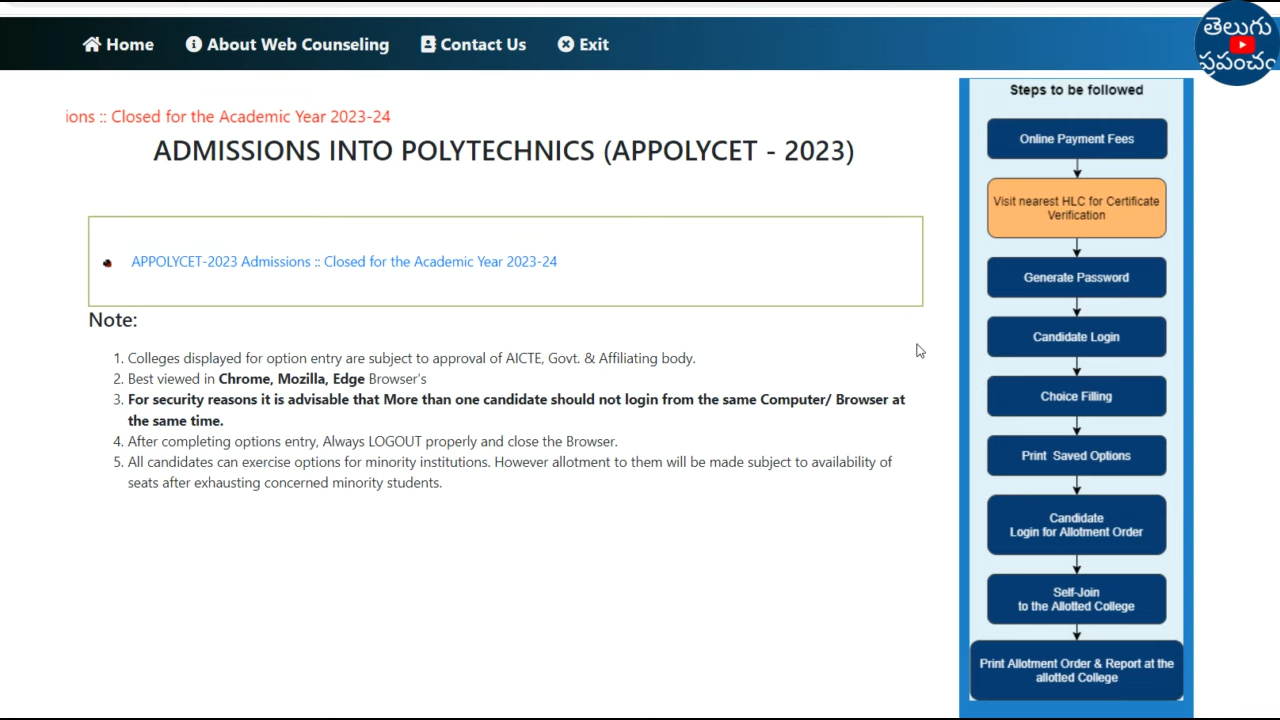 Home
About Web Counseling
Contact Us
Exit
తెలుగు
ప్రపంచం
ions :: Closed for the Academic Year 2023-24
ADMISSIONS INTO POLYTECHNICS (APPOLYCET - 2023)
APPOLYCET-2023 Admissions :: Closed for the Academic Year 2023-24
Note:
1. Colleges displayed for option entry are subject to approval of AICTE, Govt. & Affiliating body.
2. Best viewed in Chrome, Mozilla, Edge Browser's
3. For security reasons it is advisable that More than one candidate should not login from the same Computer/ Browser at
the same time.
4. After completing options entry, Always LOGOUT properly and close the Browser.
5. All candidates can exercise options for minority institutions. However allotment to them will be made subject to availability of
seats after exhausting concerned minority students.
Steps to be followed
Online Payment Fees
Visit nearest HLC for Certificate
Verification
Generate Password
Candidate Login
Choice Filling
Print Saved Options
Candidate
Login for Allotment Order
Self-Join
to the Allotted College
Print Allotment Order & Report at the
allotted College